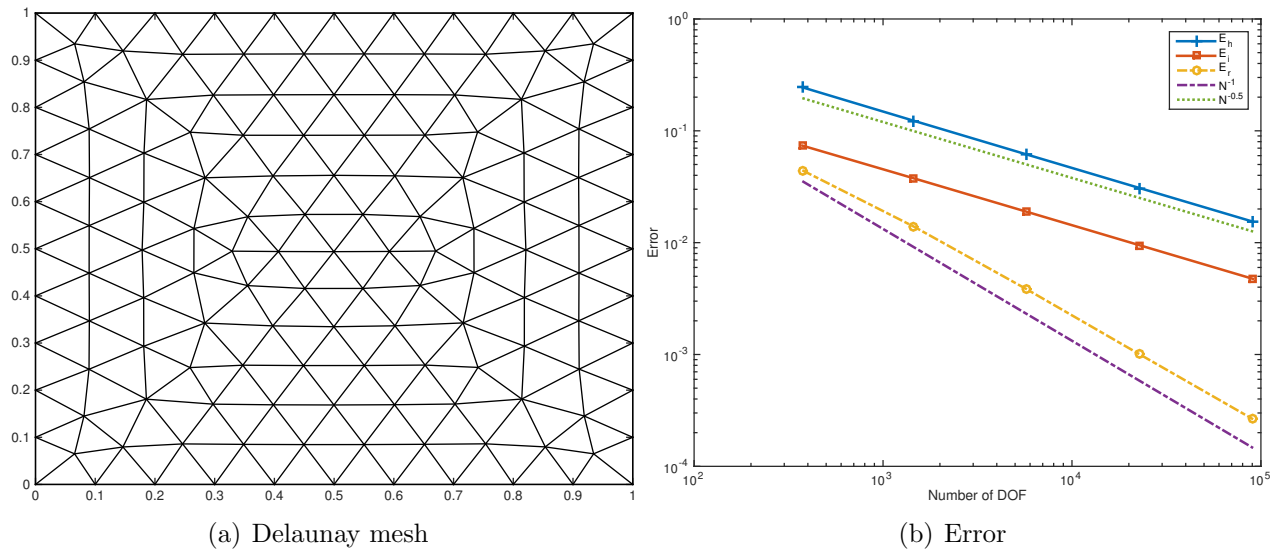 1
0.9
0.8
0.7
0.6
0.5
0.4
0.3
0.2
0.1
0
0 0.1 0.2 0.3 0.4 0.5 0.6 0.7 0.8 0.9 1
(a) Delaunay mesh
10^0
10^-1
10^-2
10^-3
10^-4
Error
10^2 10^3 10^4 10^5
Number of DOF
E_h
E_i
E_r
N^-1
N^-0.5
(b) Error